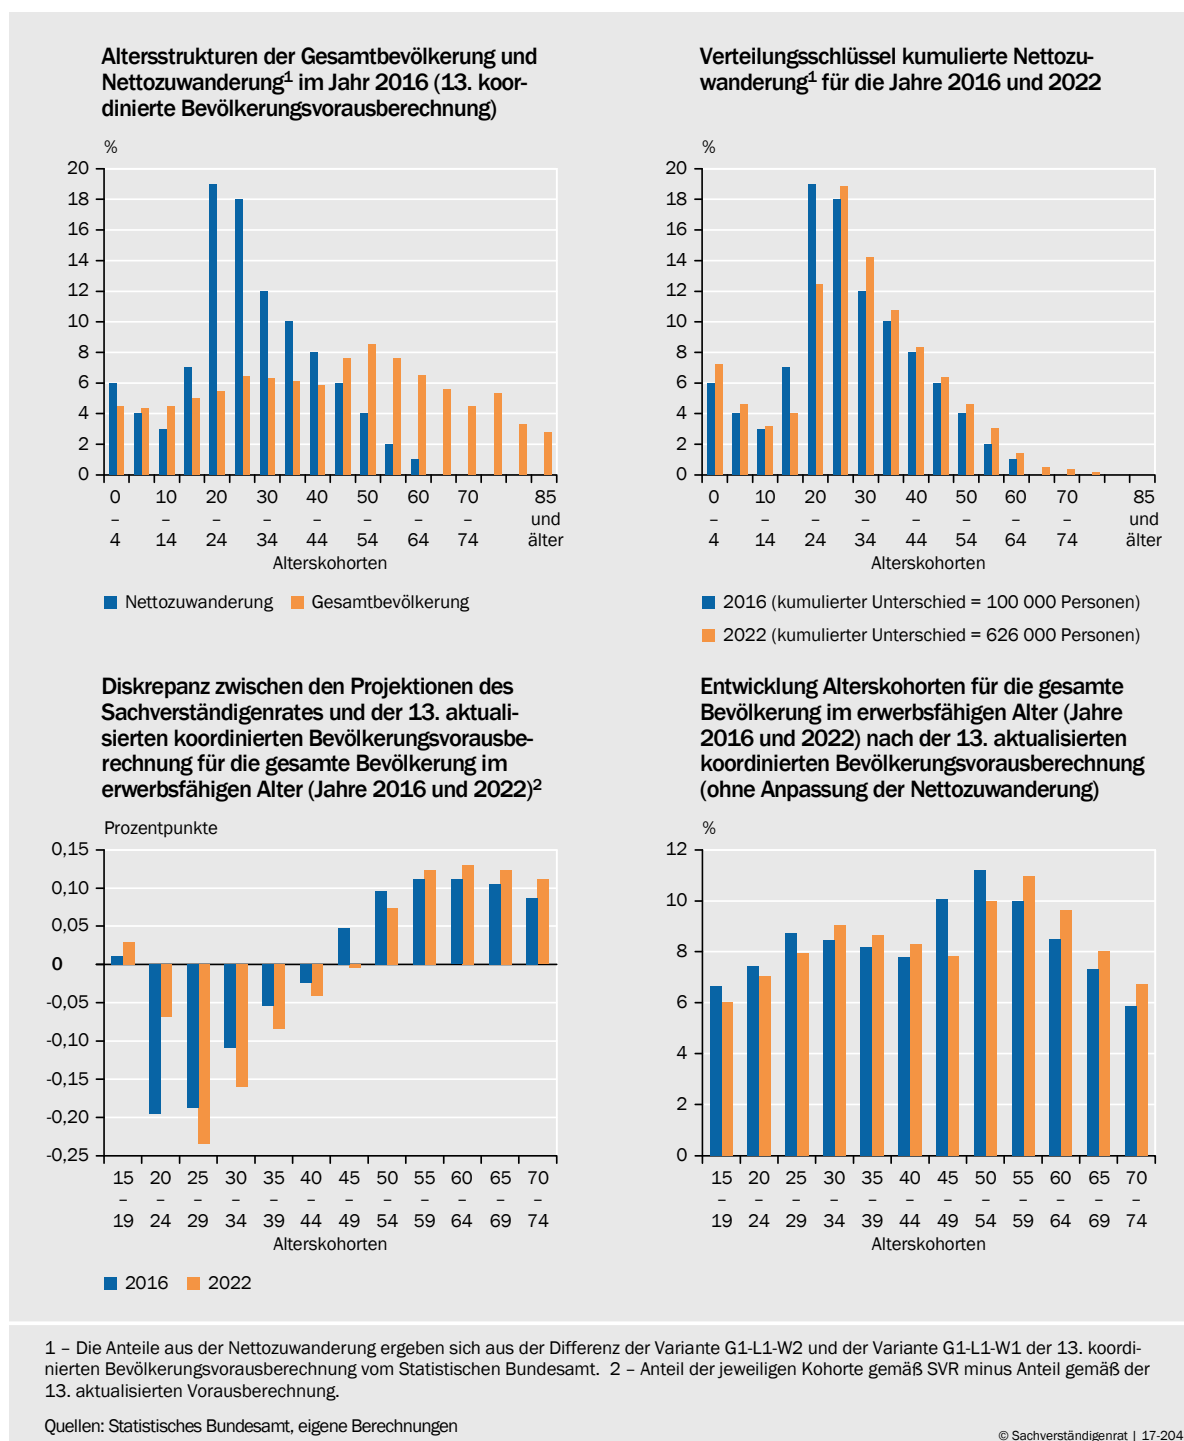 Altersstrukturen der Gesamtbevölkerung und
Nettozuwanderung1 im Jahr 2016 (13. koor-
dinierte Bevölkerungsvorausberechnung)
%
20
18
16
14
12
10
8
6
4
2
0
0 10 20 30 40 50 60 70 85
– – – – – – – – und
4 14 24 34 44 54 64 74 älter
Alterskohorten
Nettozuwanderung Gesamtbevölkerung
Verteilungsschlüssel kumulierte Nettozu-
wanderung1 für die Jahre 2016 und 2022
%
20
18
16
14
12
10
8
6
4
2
0
0 10 20 30 40 50 60 70 85
– – – – – – – – und
4 14 24 34 44 54 64 74 älter
Alterskohorten
2016 (kumulierter Unterschied = 100 000 Personen)
2022 (kumulierter Unterschied = 626 000 Personen)
Diskrepanz zwischen den Projektionen des
Sachverständigenrates und der 13. aktuali-
sierten koordinierten Bevölkerungsvorausbe-
rechnung für die gesamte Bevölkerung im
erwerbsfähigen Alter (Jahre 2016 und 2022)2
Prozentpunkte
0,15
0,10
0,05
0
-0,05
-0,10
-0,15
-0,20
-0,25
15 20 25 30 35 40 45 50 55 60 65 70
– – – – – – – – – – – –
19 24 29 34 39 44 49 54 59 64 69 74
Alterskohorten
2016 2022
Entwicklung Alterskohorten für die gesamte
Bevölkerung im erwerbsfähigen Alter (Jahre
2016 und 2022) nach der 13. aktualisierten
koordinierten Bevölkerungsvorausberechnung
(ohne Anpassung der Nettozuwanderung)
%
12
10
8
6
4
2
0
15 20 25 30 35 40 45 50 55 60 65 70
– – – – – – – – – – – –
19 24 29 34 39 44 49 54 59 64 69 74
Alterskohorten
1 – Die Anteile aus der Nettozuwanderung ergeben sich aus der Differenz der Variante G1-L1-W2 und der Variante G1-L1-W1 der 13. koordi-
nierten Bevölkerungsvorausberechnung vom Statistischen Bundesamt. 2 – Anteil der jeweiligen Kohorte gemäß SVR minus Anteil gemäß der
13. aktualisierten Vorausberechnung.
Quellen: Statistisches Bundesamt, eigene Berechnungen
© Sachverständigenrat | 17-204